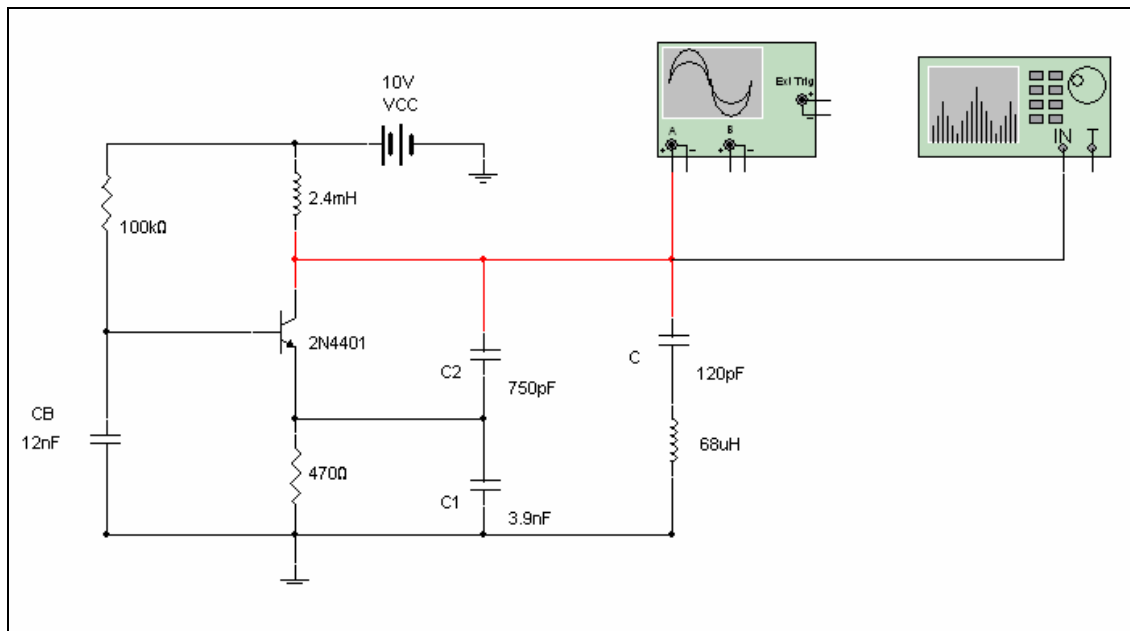 10V
VCC
Ext Trig
+
-
A
B
+
-
+
-
IN
T
2.4mH
100kΩ
2N4401
C2
750pF
C
120pF
CB
12nF
470Ω
68uH
C1
3.9nF